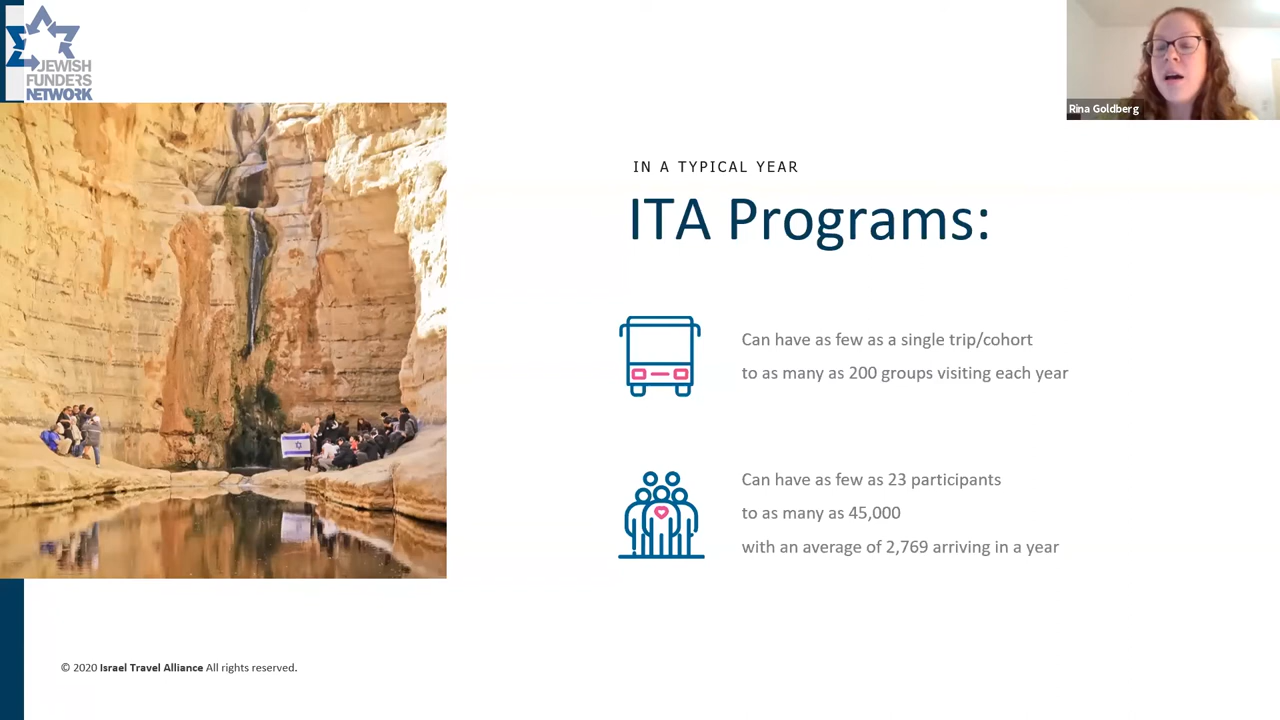 JEWISH
FUNDERS
NETWORK
Rina Goldberg
IN A TYPICAL YEAR
ITA Programs:
Can have as few as a single trip/cohort
to as many as 200 groups visiting each year
Can have as few as 23 participants
to as many as 45,000
with an average of 2,769 arriving in a year
© 2020 Israel Travel Alliance All rights reserved.